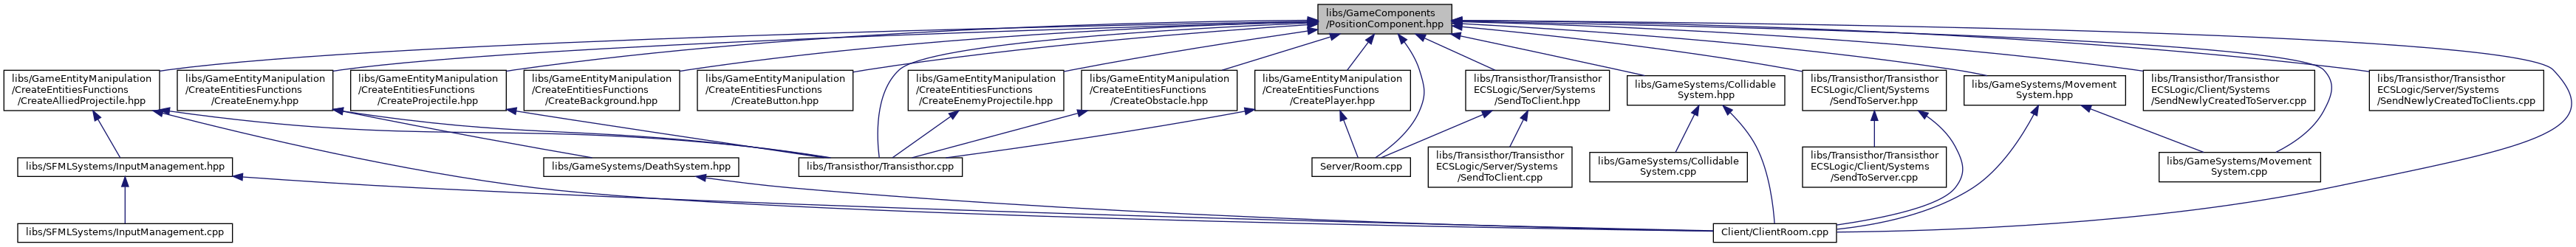 libs/GameComponents
/PositionComponent.hpp
libs/GameEntityManipulation
/CreateEntitiesFunctions
/CreateAlliedProjectile.hpp
libs/GameEntityManipulation
/CreateEntitiesFunctions
/CreateEnemy.hpp
libs/GameEntityManipulation
/CreateEntitiesFunctions
/CreateProjectile.hpp
libs/GameEntityManipulation
/CreateEntitiesFunctions
/CreateBackground.hpp
libs/GameEntityManipulation
/CreateEntitiesFunctions
/CreateButton.hpp
libs/GameEntityManipulation
/CreateEntitiesFunctions
/CreateEnemyProjectile.hpp
libs/GameEntityManipulation
/CreateEntitiesFunctions
/CreateObstacle.hpp
libs/GameEntityManipulation
/CreateEntitiesFunctions
/CreatePlayer.hpp
libs/Transisthor/Transisthor
ECSLogic/Server/Systems
/SendToClient.hpp
libs/GameSystems/Collidable
System.hpp
libs/Transisthor/Transisthor
ECSLogic/Client/Systems
/SendToServer.hpp
libs/GameSystems/Movement
System.hpp
libs/Transisthor/Transisthor
ECSLogic/Client/Systems
/SendNewlyCreatedToServer.cpp
libs/Transisthor/Transisthor
ECSLogic/Server/Systems
/SendNewlyCreatedToClients.cpp
libs/SFMLSystems/InputManagement.hpp
libs/GameSystems/DeathSystem.hpp
libs/Transisthor/Transisthor.cpp
Server/Room.cpp
libs/Transisthor/Transisthor
ECSLogic/Server/Systems
/SendToClient.cpp
libs/GameSystems/Collidable
System.cpp
libs/Transisthor/Transisthor
ECSLogic/Client/Systems
/SendToServer.cpp
libs/GameSystems/Movement
System.cpp
libs/SFMLSystems/InputManagement.cpp
Client/ClientRoom.cpp